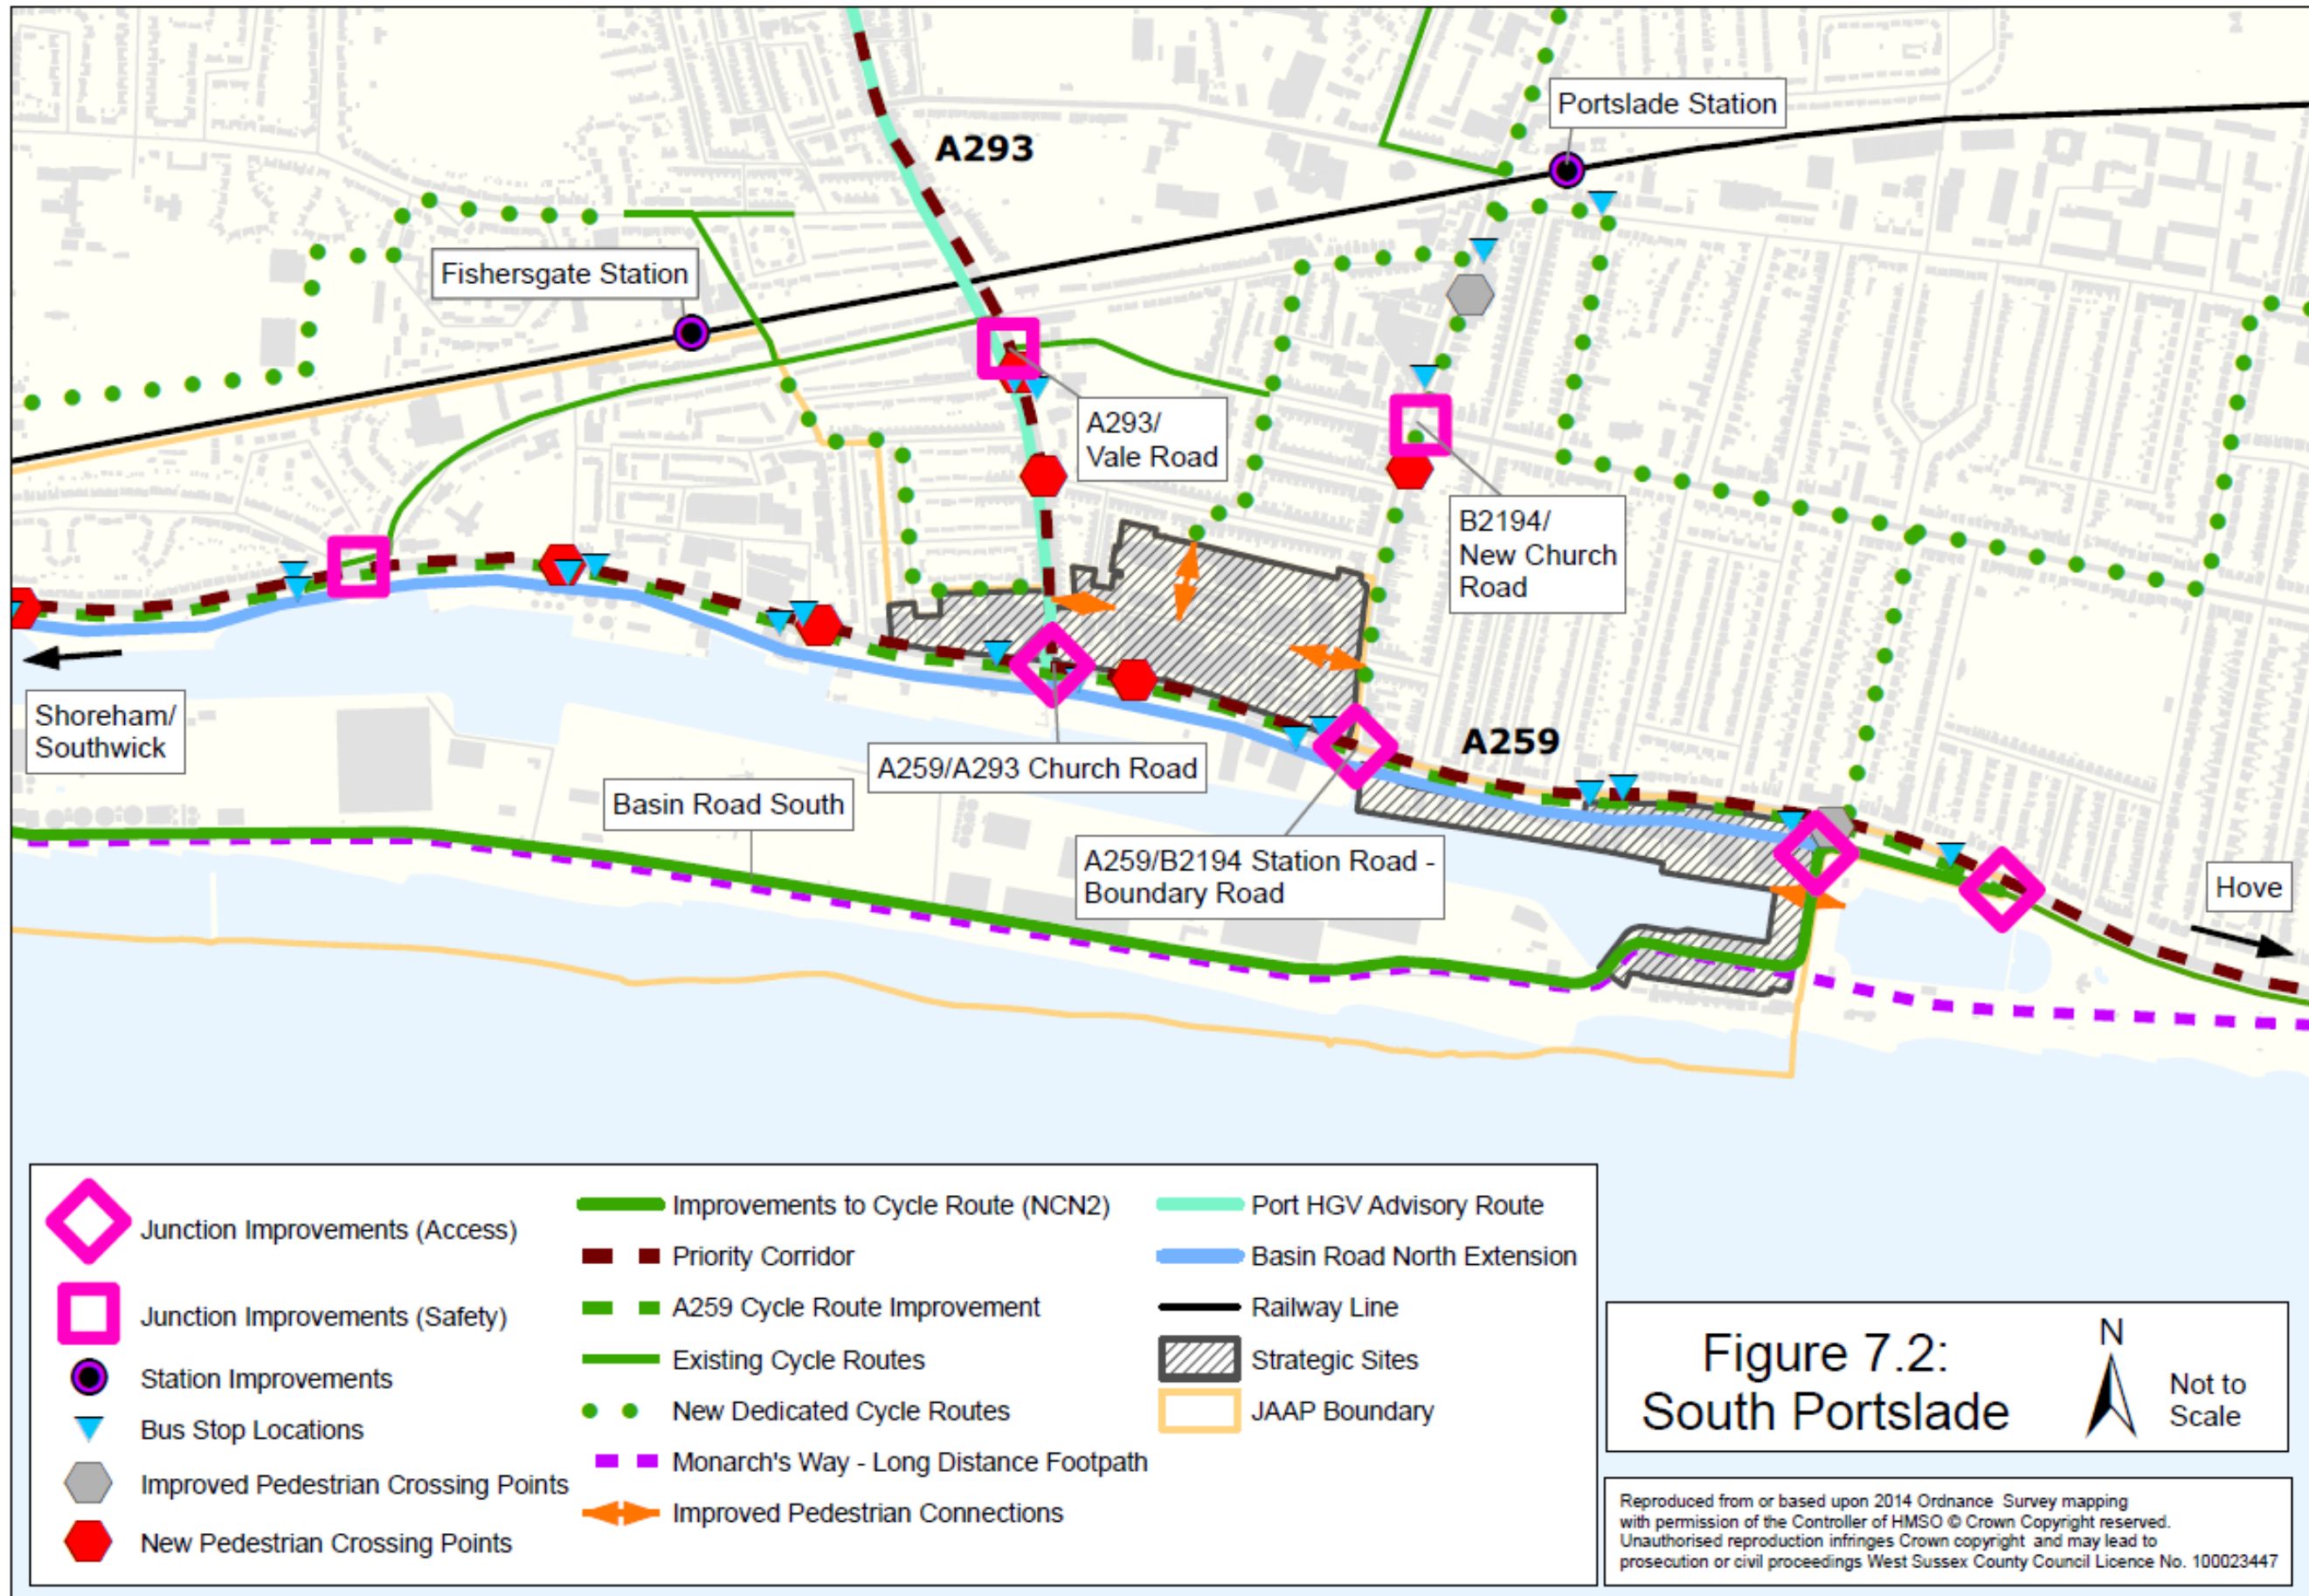 A293
Portslade Station
Fishersgate Station
A293/
Vale Road
B2194/
New Church
Road
Shoreham/
Southwick
A259/A293 Church Road
A259
Basin Road South
A259/B2194 Station Road -
Boundary Road
Hove
Junction Improvements (Access)
Junction Improvements (Safety)
Station Improvements
Bus Stop Locations
Improved Pedestrian Crossing Points
New Pedestrian Crossing Points
Improvements to Cycle Route (NCN2)
Priority Corridor
A259 Cycle Route Improvement
Existing Cycle Routes
New Dedicated Cycle Routes
Monarch's Way - Long Distance Footpath
Improved Pedestrian Connections
Port HGV Advisory Route
Basin Road North Extension
Railway Line
Strategic Sites
JAAP Boundary
Figure 7.2:
South Portslade
N
Not to
Scale
Reproduced from or based upon 2014 Ordnance Survey mapping
with permission of the Controller of HMSO © Crown Copyright reserved.
Unauthorised reproduction infringes Crown copyright and may lead to
prosecution or civil proceedings West Sussex County Council Licence No. 100023447